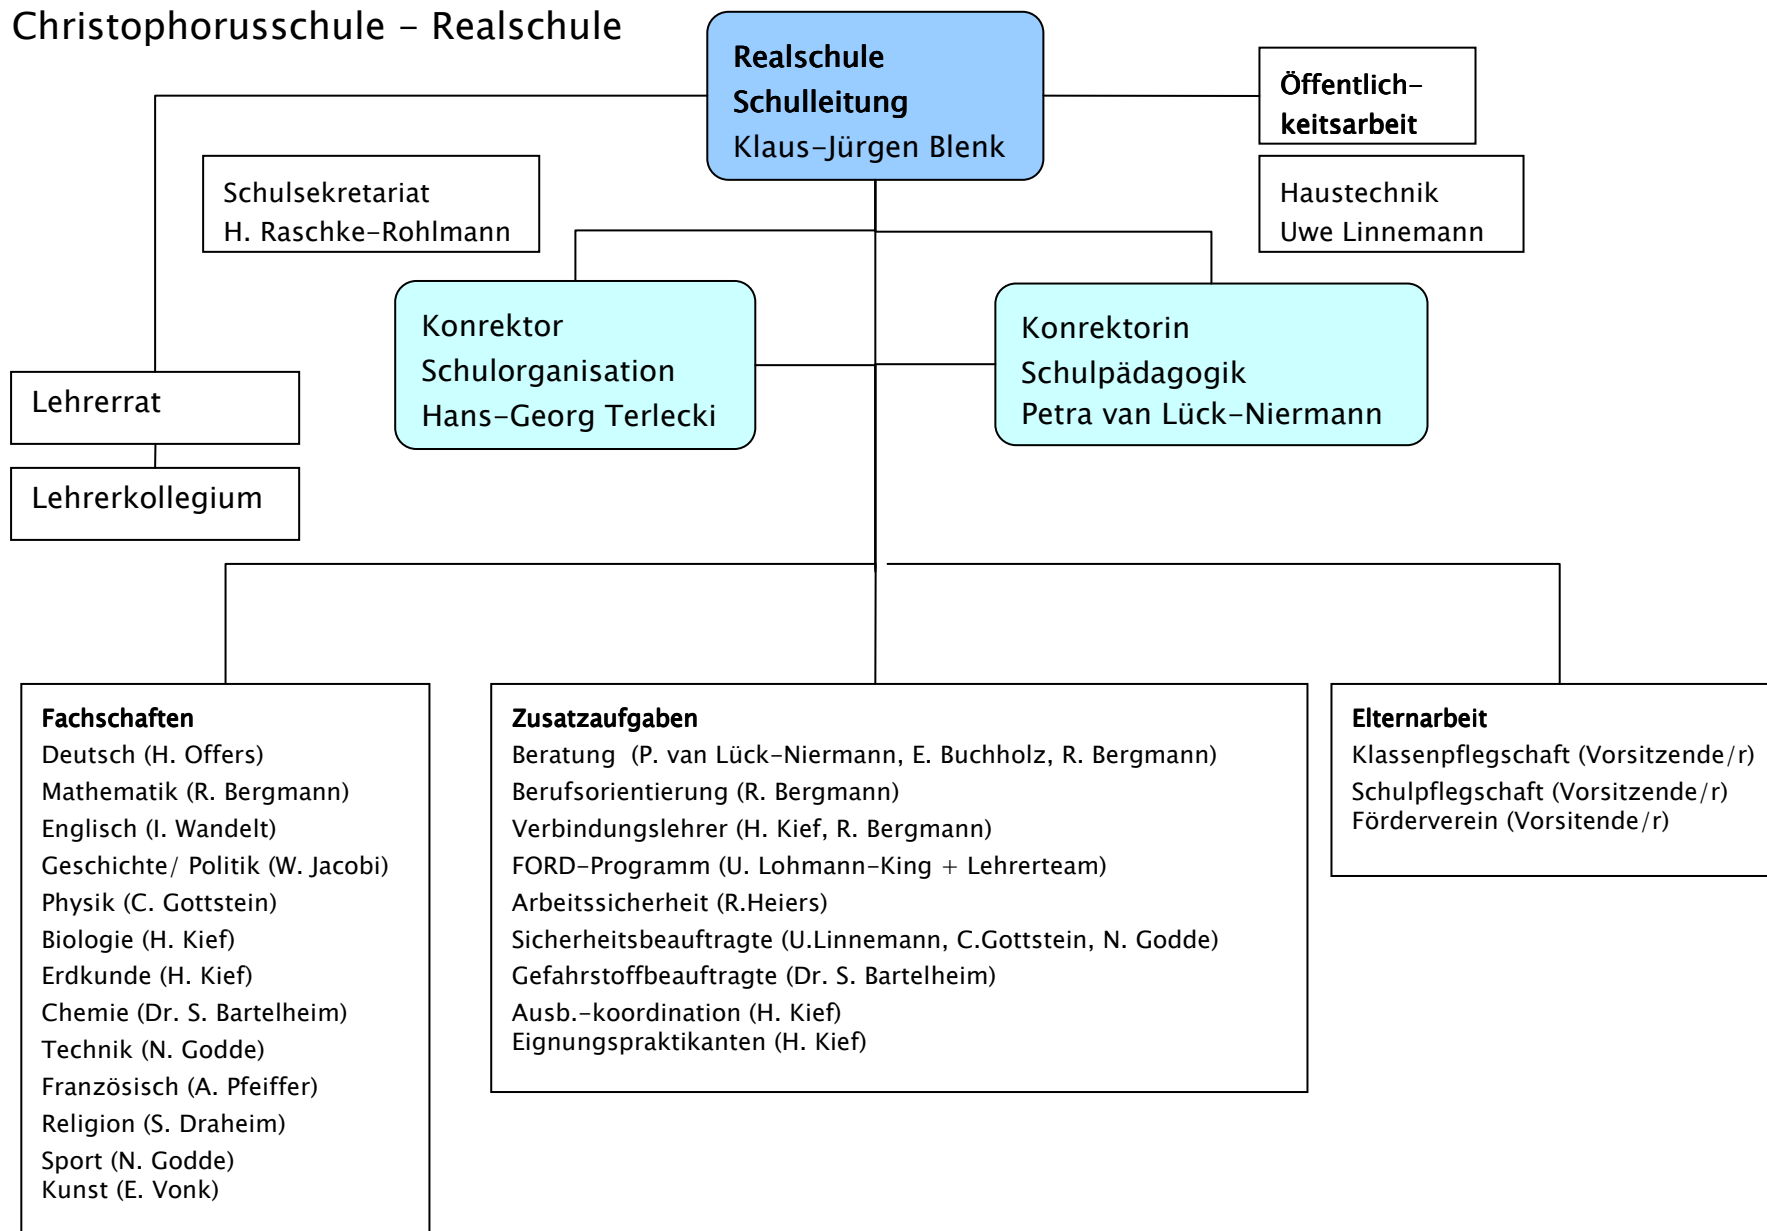 Christophorusschule – Realschule
Realschule
Schulleitung
Klaus-Jürgen Blenk
Öffentlich-
keitsarbeit
Schulsekretariat
H. Raschke-Rohlmann
Haustechnik
Uwe Linnemann
Konrektor
Schulorganisation
Hans-Georg Terlecki
Konrektorin
Schulpädagogik
Petra van Lück-Niermann
Lehrerrat
Lehrerkollegium
Fachschaften
Deutsch (H. Offers)
Mathematik (R. Bergmann)
Englisch (I. Wandelt)
Geschichte/ Politik (W. Jacobi)
Physik (C. Gottstein)
Biologie (H. Kief)
Erdkunde (H. Kief)
Chemie (Dr. S. Bartelheim)
Technik (N. Godde)
Französisch (A. Pfeiffer)
Religion (S. Draheim)
Sport (N. Godde)
Kunst (E. Vonk)
Zusatzaufgaben
Beratung (P. van Lück-Niermann, E. Buchholz, R. Bergmann)
Berufsorientierung (R. Bergmann)
Verbindungslehrer (H. Kief, R. Bergmann)
FORD-Programm (U. Lohmann-King + Lehrerteam)
Arbeitssicherheit (R.Heiers)
Sicherheitsbeauftragte (U.Linnemann, C.Gottstein, N. Godde)
Gefahrstoffbeauftragte (Dr. S. Bartelheim)
Ausb.-koordination (H. Kief)
Eignungspraktikanten (H. Kief)
Elternarbeit
Klassenpflegschaft (Vorsitzende/r)
Schulpflegschaft (Vorsitzende/r)
Förderverein (Vorsitende/r)